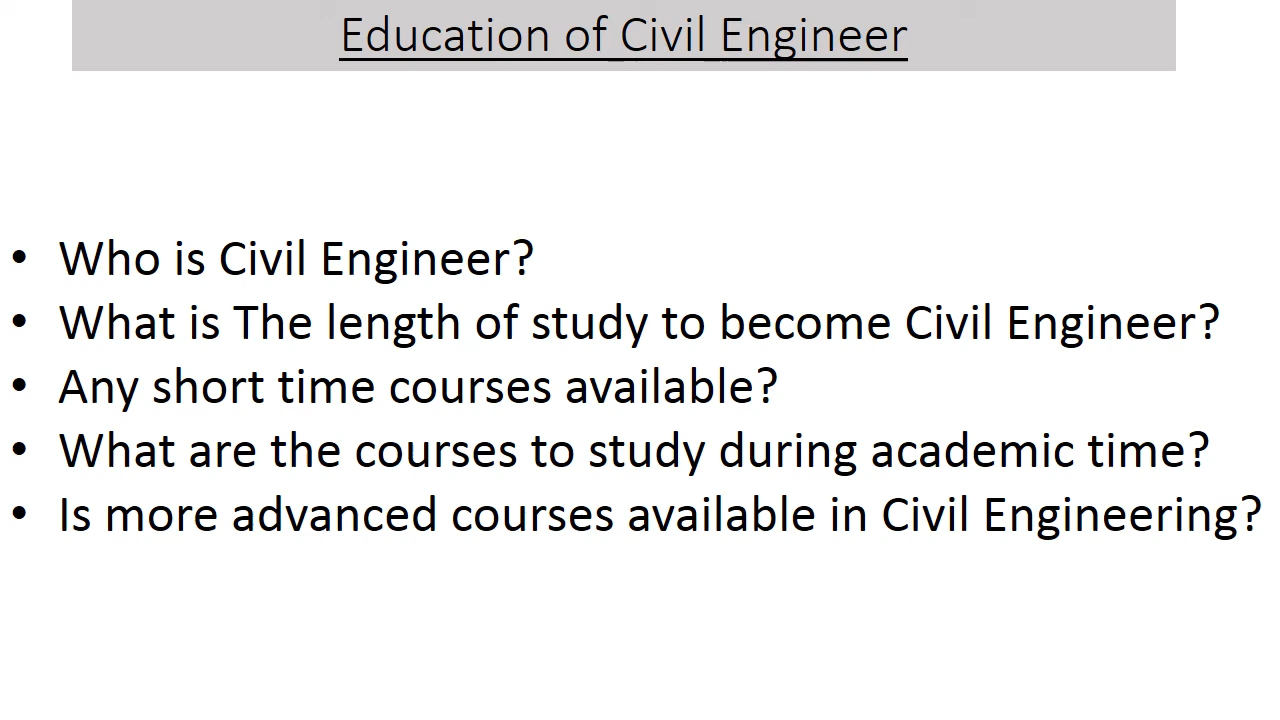 Education of Civil Engineer
• Who is Civil Engineer?
• What is The length of study to become Civil Engineer?
• Any short time courses available?
• What are the courses to study during academic time?
• Is more advanced courses available in Civil Engineering?